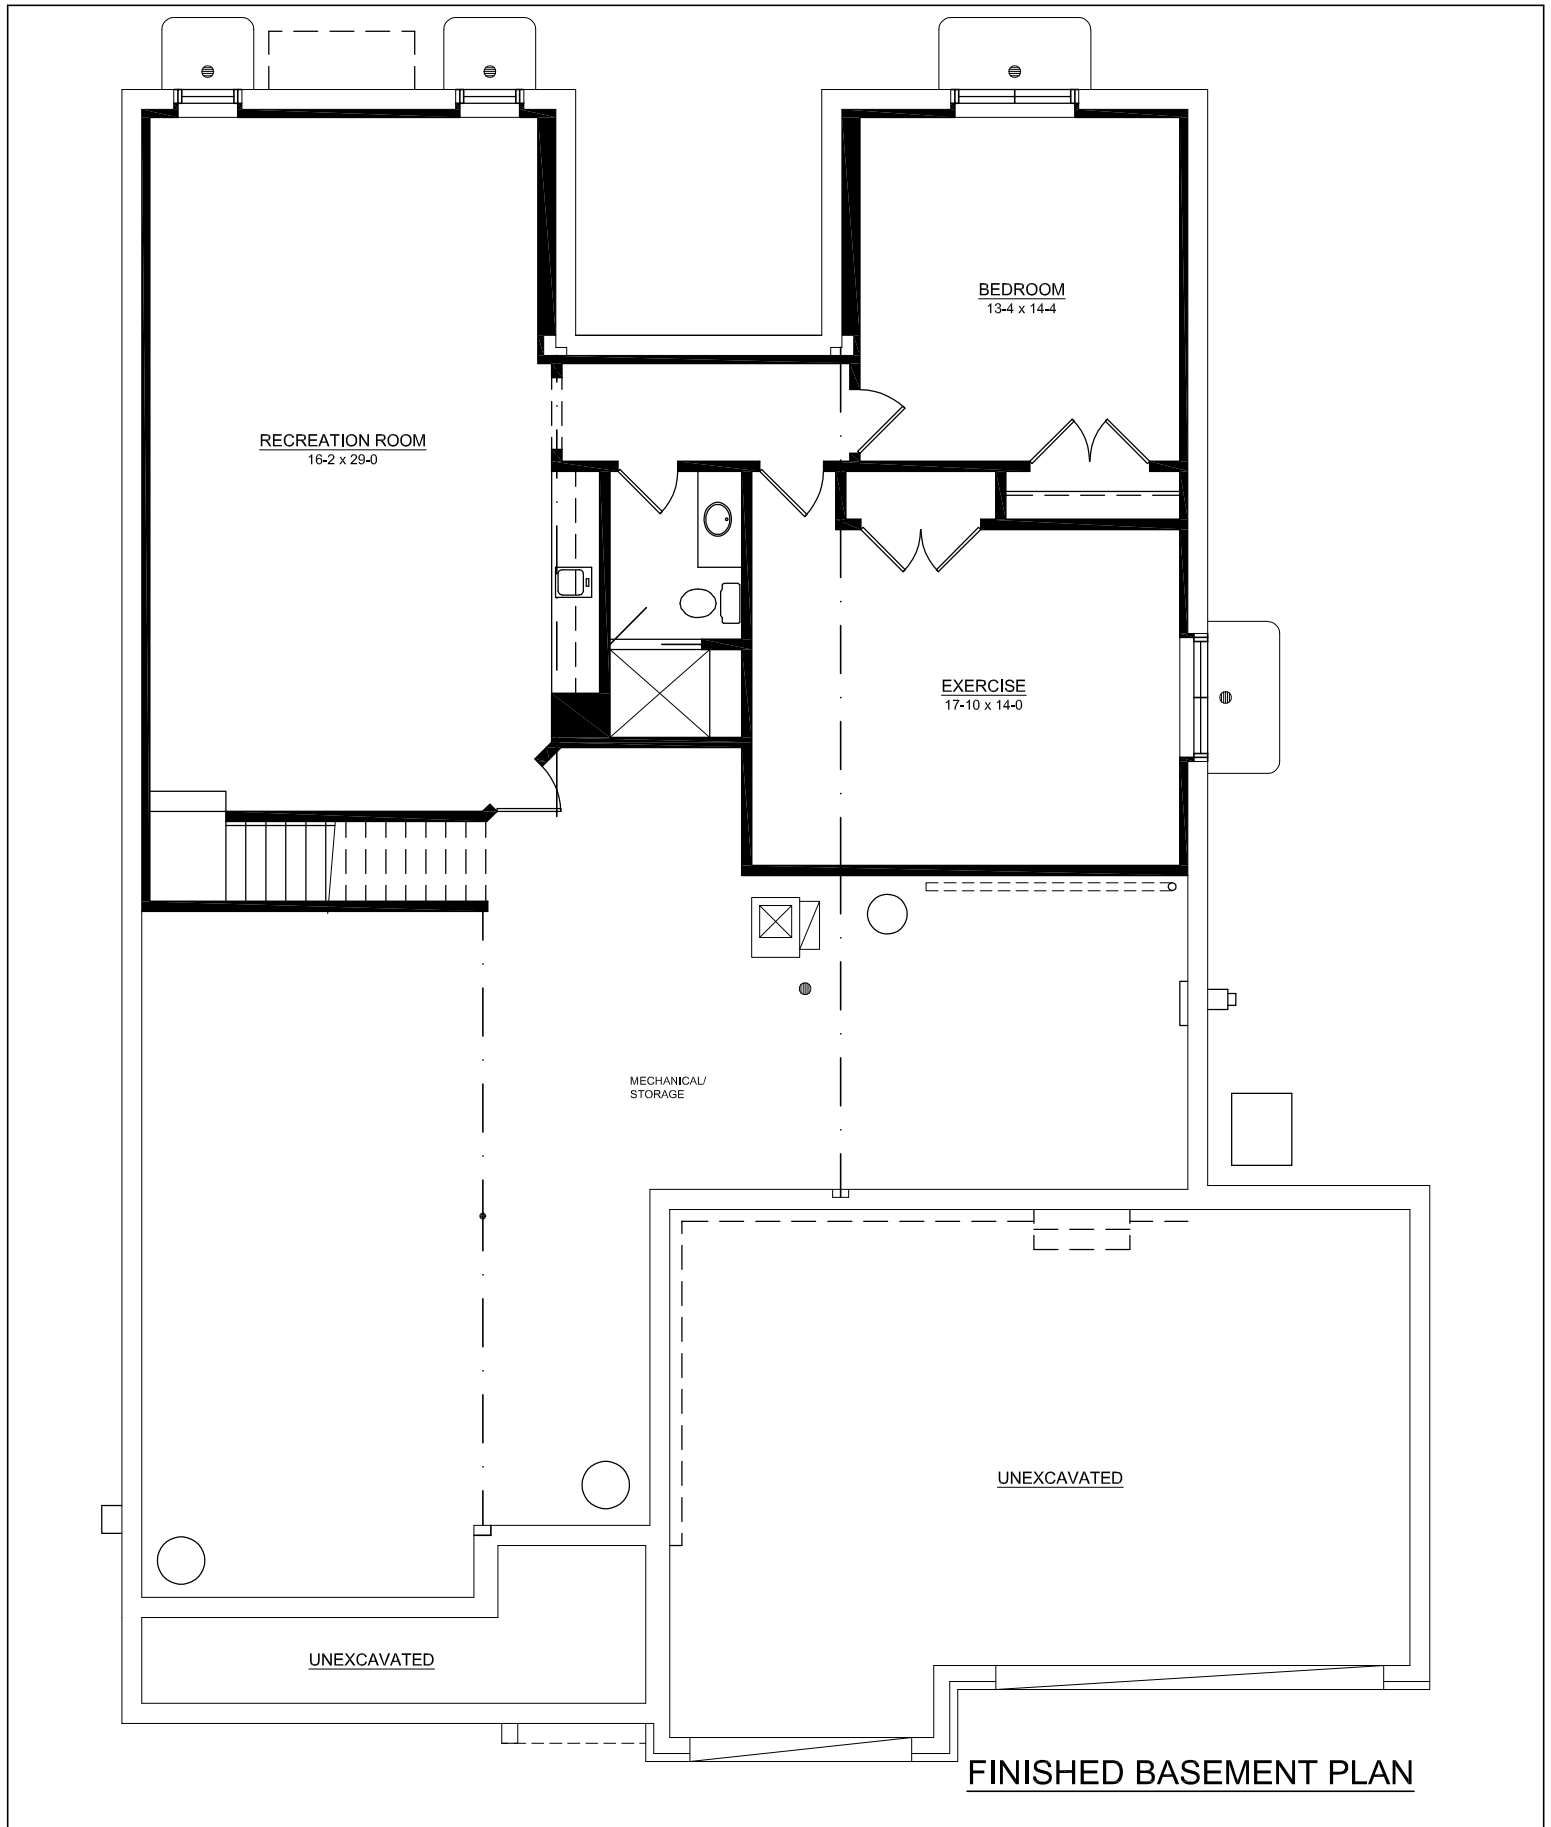 BEDROOM
13-4 x 14-4
RECREATION ROOM
16-2 x 29-0
EXERCISE
17-10 x 14-0
MECHANICAL/
STORAGE
UNEXCAVATED
UNEXCAVATED
FINISHED BASEMENT PLAN